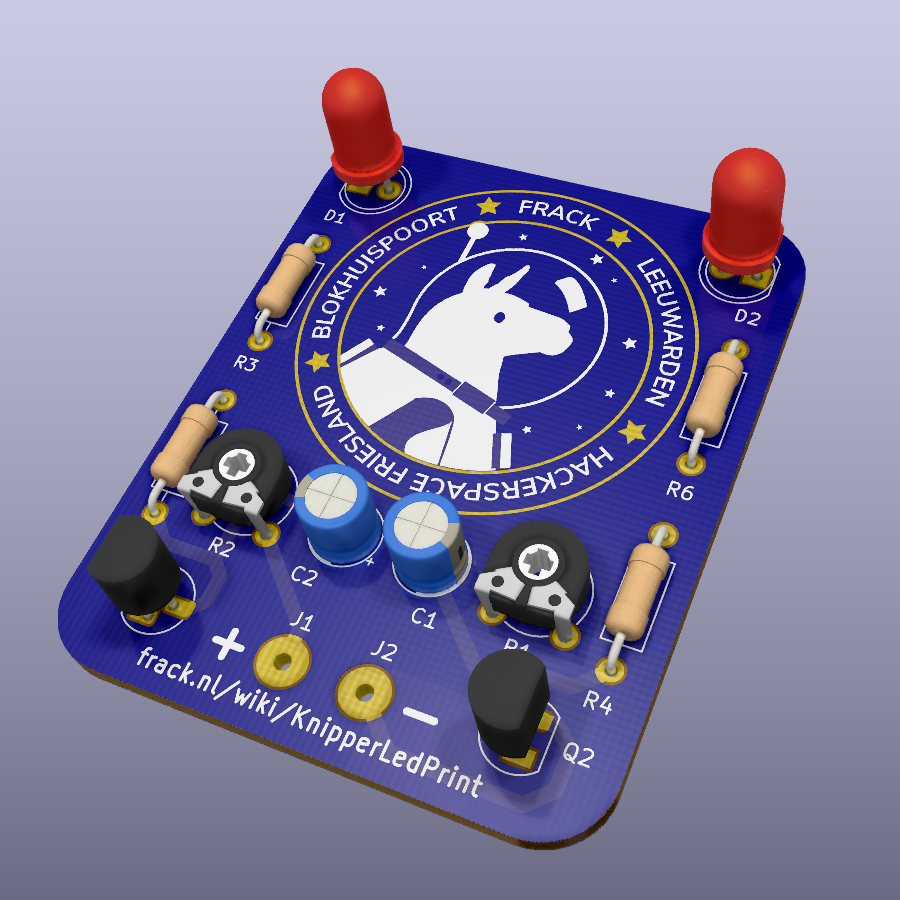 BLOKHUISPOORT
FRACK
LEEUWARDEN
HACKERSPACE FRIESLAND
D1
D2
R3
R6
R2
C2
+
C1
R4
J1
J2
+
−
Q2
frack.nl/wiki/KnipperLedPrint